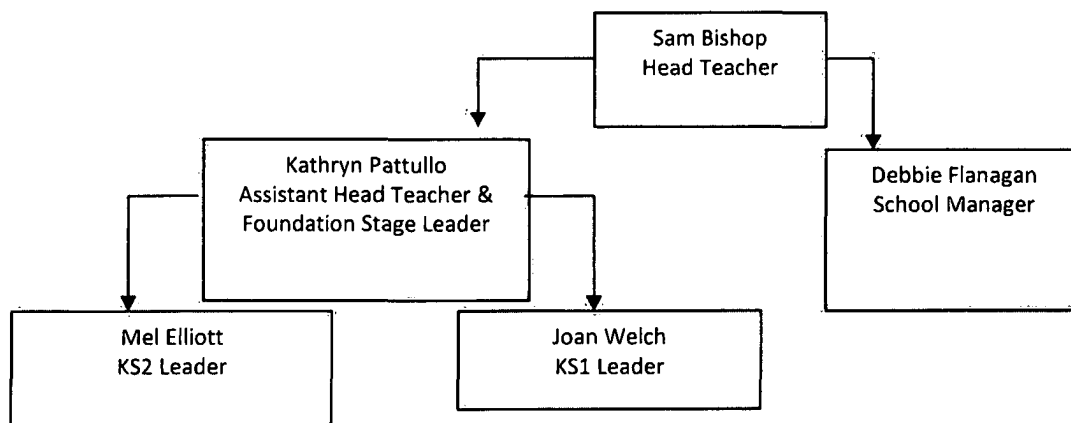 Sam Bishop
Head Teacher
Kathryn Pattullo
Assistant Head Teacher &
Foundation Stage Leader
Debbie Flanagan
School Manager
Mel Elliott
KS2 Leader
Joan Welch
KS1 Leader